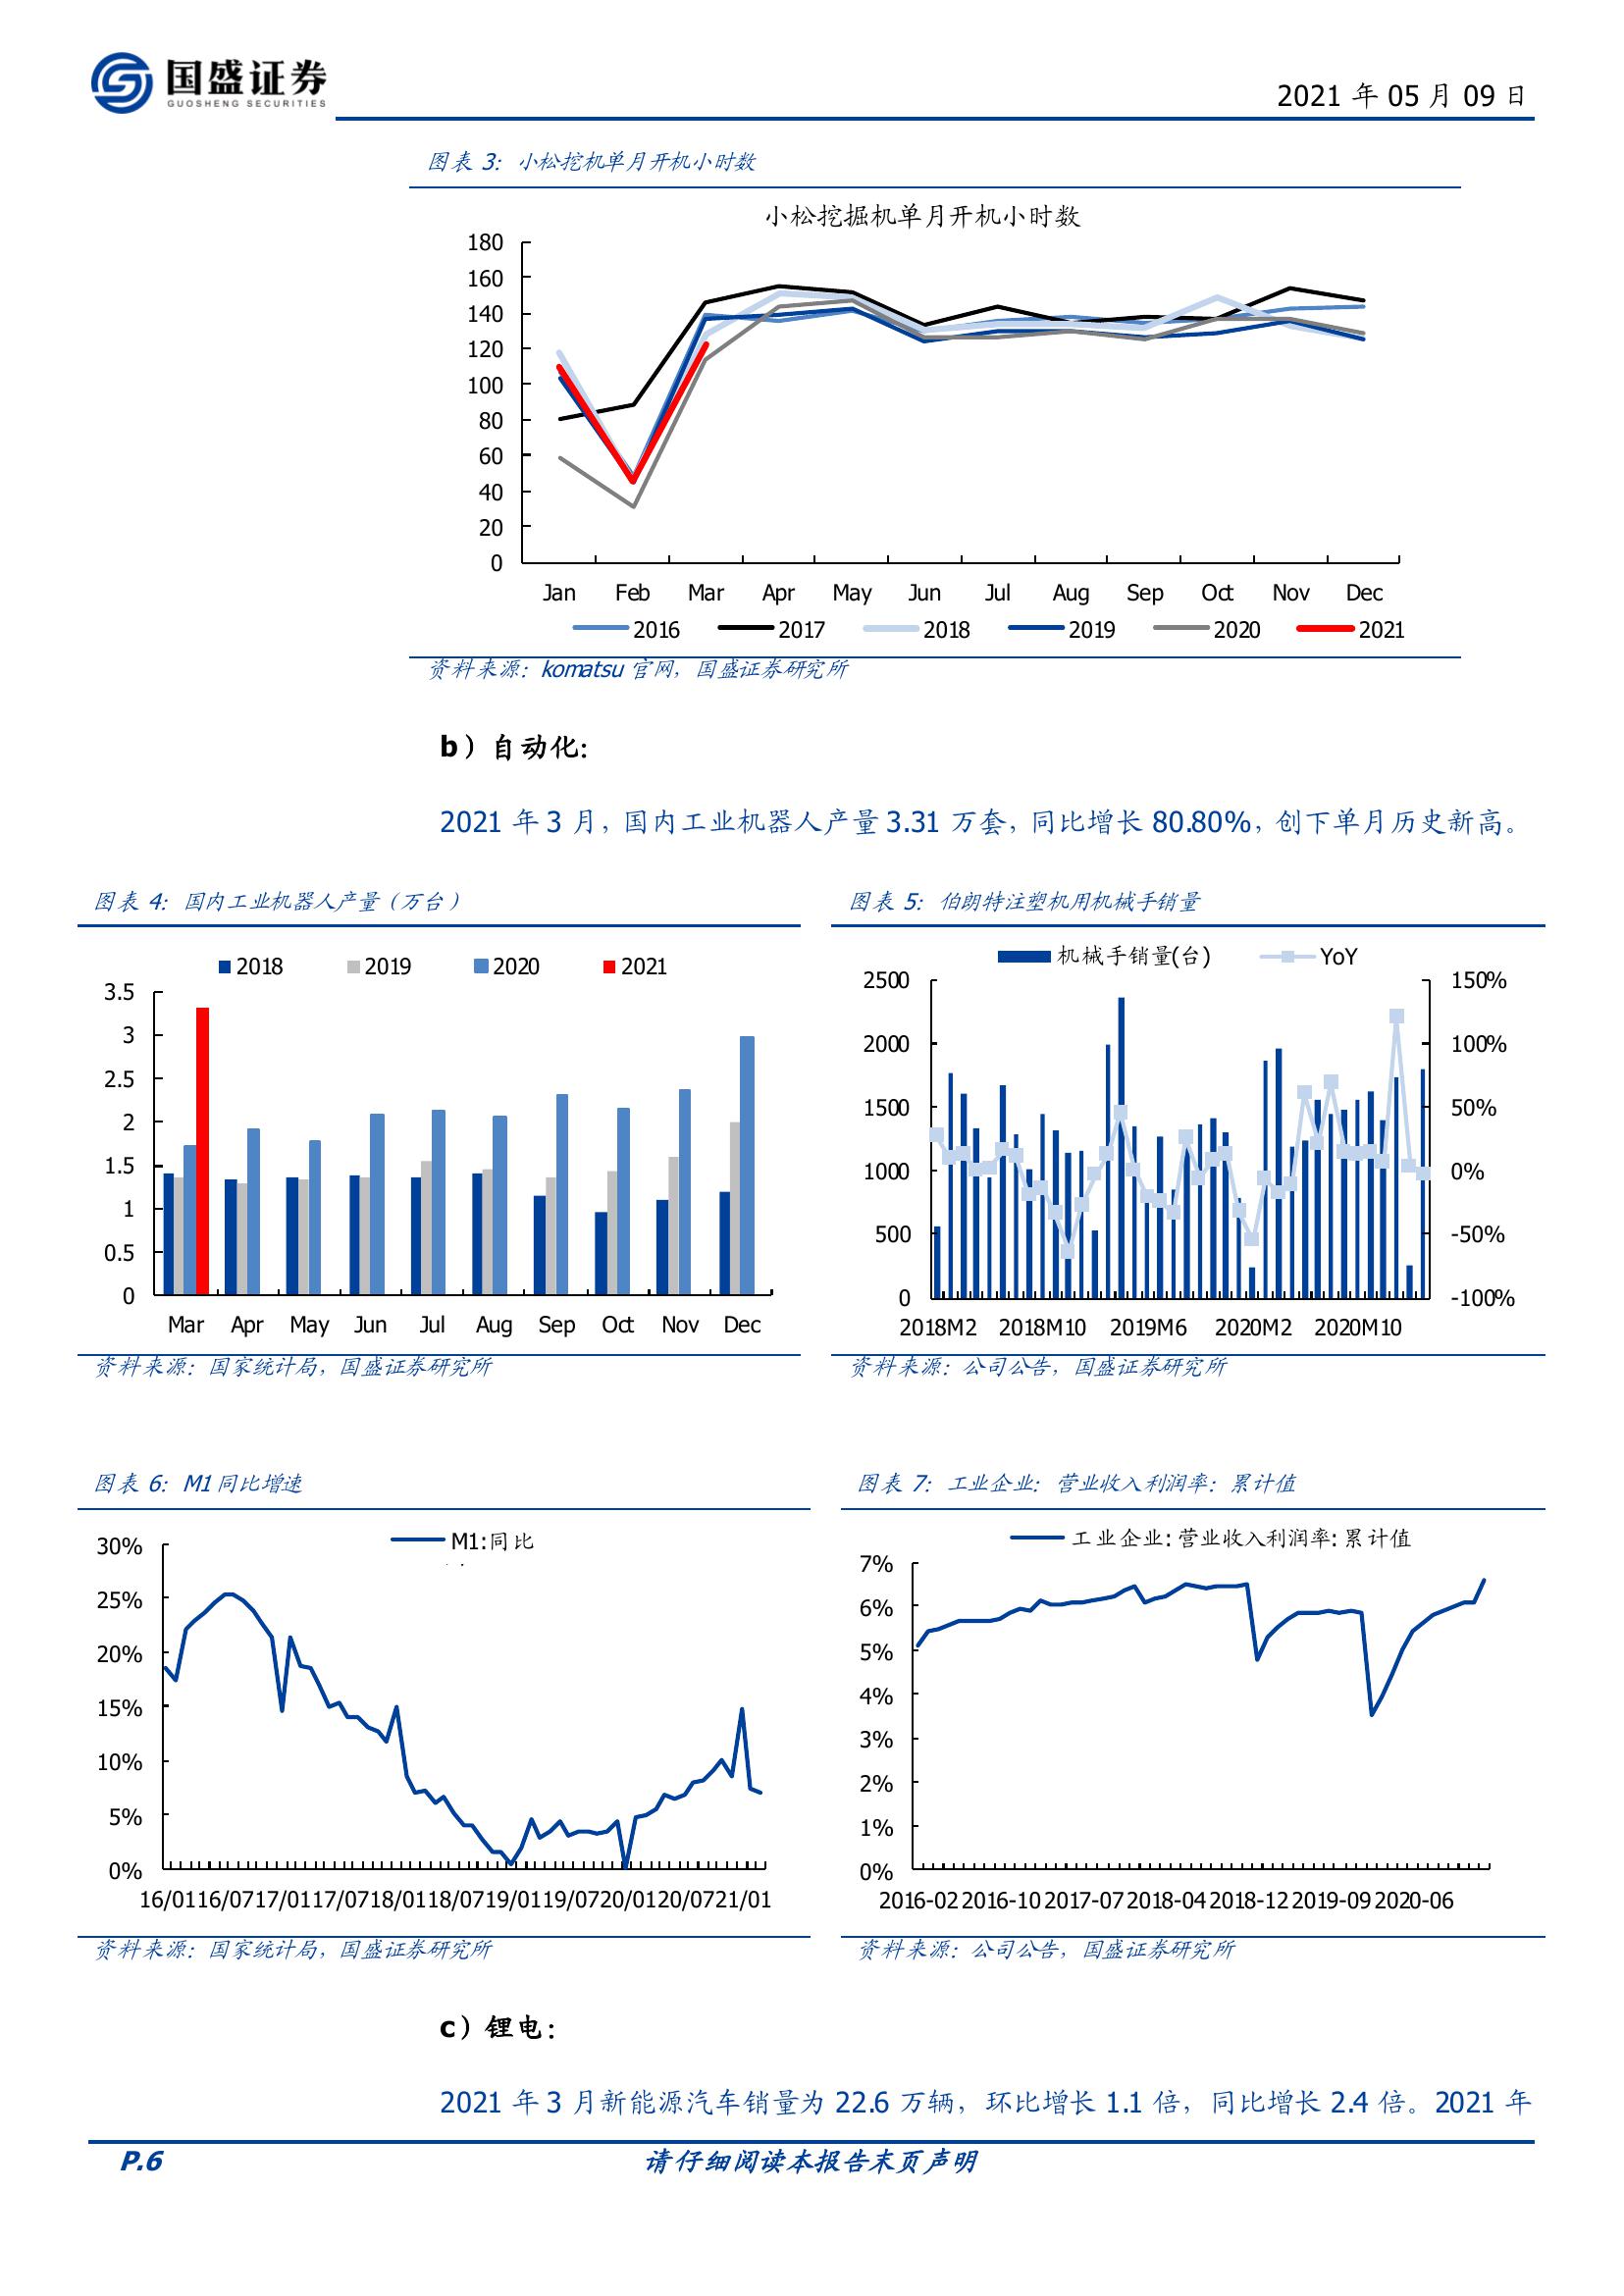 国盛证券
GUOSHENG SECURITIES
2021 年 05 月 09 日
图表 3：小松挖机单月开机小时数
小松挖掘机单月开机小时数
180
160
140
120
100
80
60
40
20
0
Jan Feb Mar Apr May Jun Jul Aug Sep Oct Nov Dec
2016 2017 2018 2019 2020 2021
资料来源：komatsu 官网，国盛证券研究所
b）自动化：
2021 年 3 月，国内工业机器人产量 3.31 万套，同比增长 80.80%，创下单月历史新高。
图表 4：国内工业机器人产量（万台）
2018 2019 2020 2021
3.5
3
2.5
2
1.5
1
0.5
0
Mar Apr May Jun Jul Aug Sep Oct Nov Dec
资料来源：国家统计局，国盛证券研究所
图表 5：伯朗特注塑机用机械手销量
机械手销量(台) YoY
2500 150%
2000 100%
1500 50%
1000 0%
500 -50%
0 -100%
2018M2 2018M10 2019M6 2020M2 2020M10
资料来源：公司公告，国盛证券研究所
图表 6：M1 同比增速
M1:同比
30%
25%
20%
15%
10%
5%
0%
16/01 16/07 17/01 17/07 18/01 18/07 19/01 19/07 20/01 20/07 21/01
资料来源：国家统计局，国盛证券研究所
图表 7：工业企业：营业收入利润率：累计值
工业企业:营业收入利润率:累计值
7%
6%
5%
4%
3%
2%
1%
0%
2016-02 2016-10 2017-07 2018-04 2018-12 2019-09 2020-06
资料来源：公司公告，国盛证券研究所
c）锂电：
2021 年 3 月新能源汽车销量为 22.6 万辆，环比增长 1.1 倍，同比增长 2.4 倍。2021 年
P.6 请仔细阅读本报告末页声明